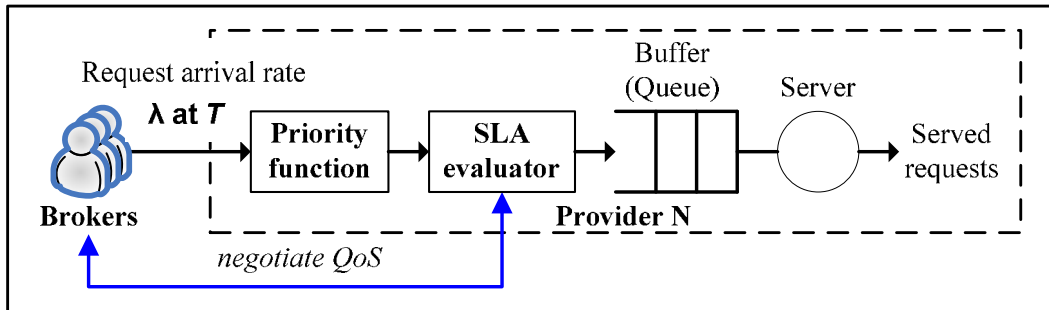 Request arrival rate
λ at T
Brokers
Priority
function
SLA
evaluator
Buffer
(Queue)
Server
Served
requests
Provider N
negotiate QoS